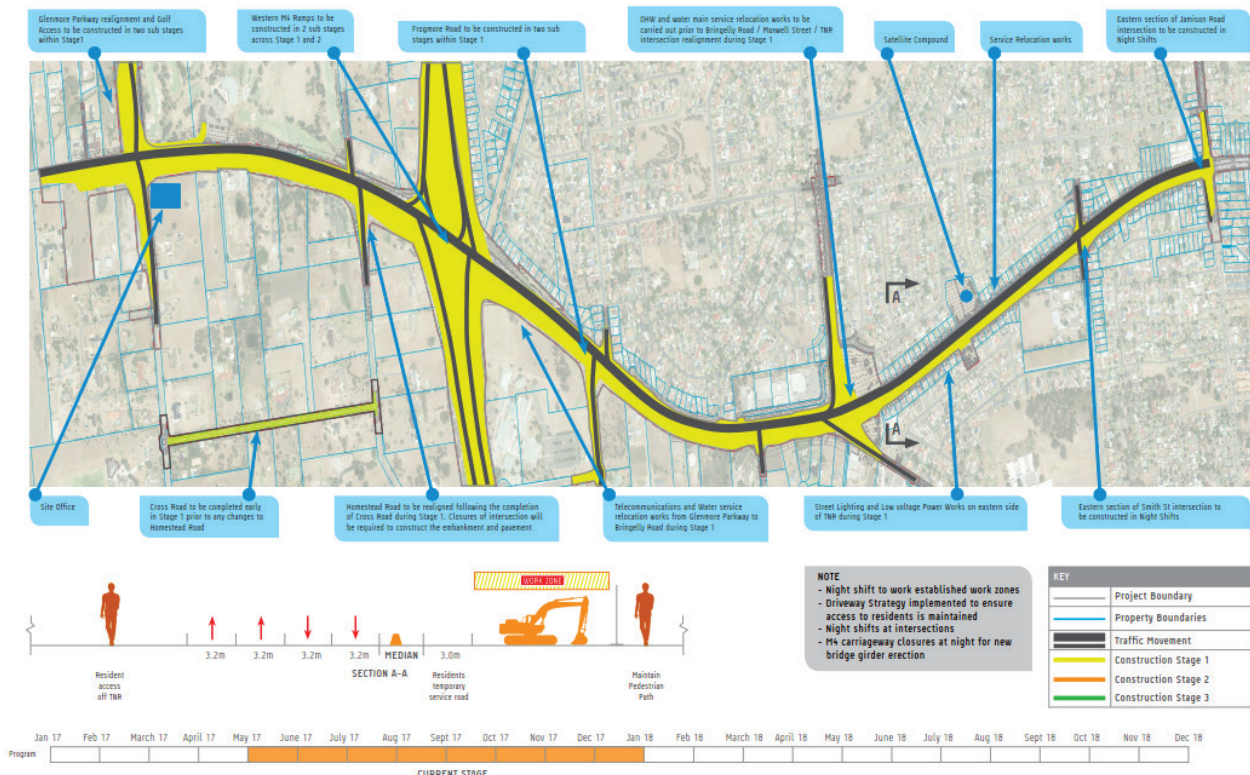 Glenmore Parkway realignment and Golf
Access to be constructed in two sub stages
within Stage1
Western M4 Ramps to be
constructed in 2 sub stages
across Stage 1 and 2
Frogmore Road to be constructed in two sub
stages within Stage 1
OHW and water main service relocation works to be
carried out prior to Bringelly Road / Maxwell Street / TNR
intersection realignment during Stage 1
Satellite Compound
Service Relocation works
Eastern section of Jamison Road
intersection to be constructed in
Night Shifts
A
A
Site Office
Cross Road to be completed early
in Stage 1 prior to any changes to
Homestead Road
Homestead Road to be realigned following the completion
of Cross Road during Stage 1. Closures of intersection will
be required to construct the embankment and pavement
Telecommunications and Water service
relocation works from Glenmore Parkway to
Bringelly Road during Stage 1
Street Lighting and Low voltage Power Works on eastern side
of TNR during Stage 1
Eastern section of Smith St intersection to
be constructed in Night Shifts
WORK ZONE
3.2m 3.2m 3.2m 3.2m MEDIAN 3.0m
SECTION A-A
Resident
access
off TNR
Residents
temporary
service road
Maintain
Pedestrian
Path
NOTE
- Night shift to work established work zones
- Driveway Strategy implemented to ensure
access to residents is maintained
- Night shifts at intersections
- M4 carriageway closures at night for new
bridge girder erection
KEY
Project Boundary
Property Boundaries
Traffic Movement
Construction Stage 1
Construction Stage 2
Construction Stage 3
Jan 17 Feb 17 March 17 April 17 May 17 June 17 July 17 Aug 17 Sept 17 Oct 17 Nov 17 Dec 17 Jan 18 Feb 18 March 18 April 18 May 18 June 18 July 18 Aug 18 Sept 18 Oct 18 Nov 18 Dec 18
Program
CURRENT STAGE